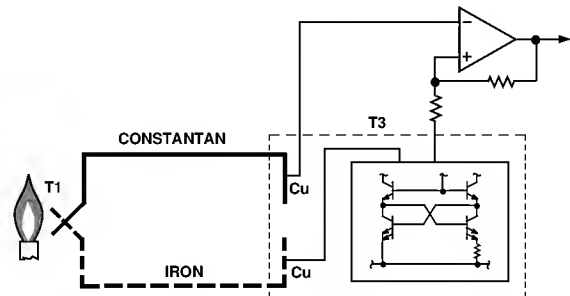 −
+
T3
CONSTANTAN
T1
Cu
Cu
IRON